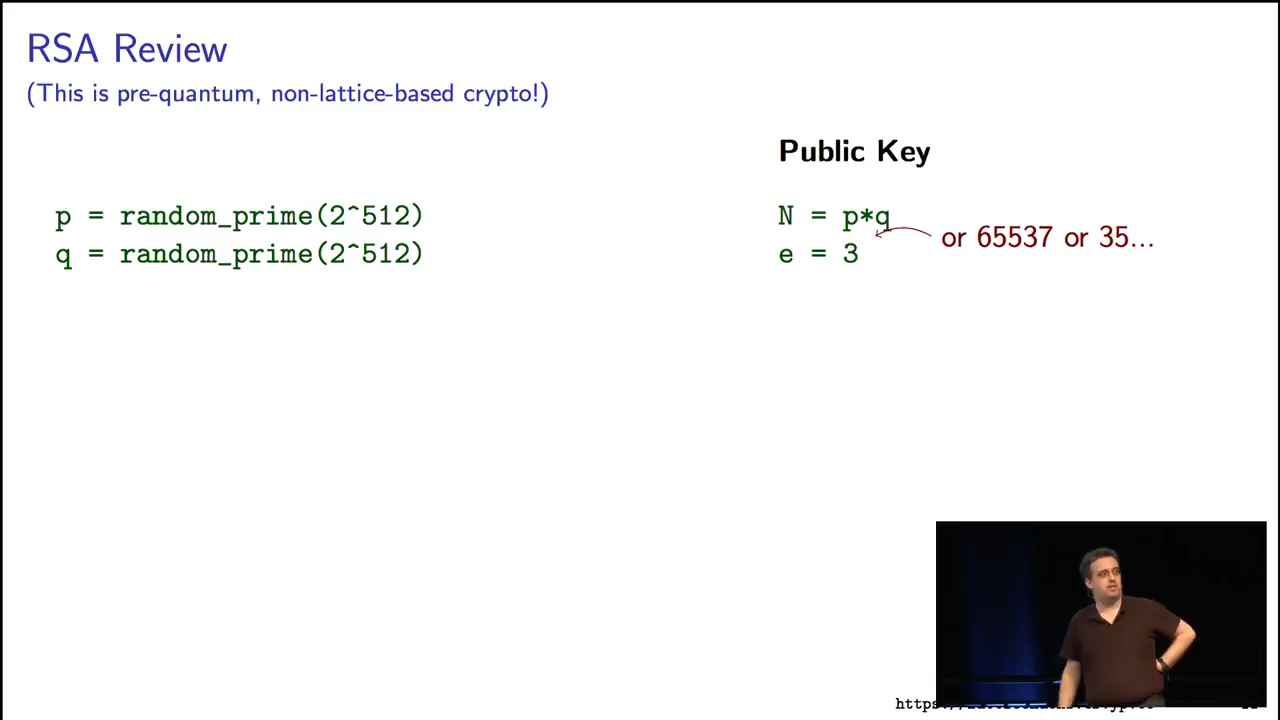 RSA Review
(This is pre-quantum, non-lattice-based crypto!)
Public Key
p = random_prime(2^512)
q = random_prime(2^512)
N = p*q
e = 3
or 65537 or 35...